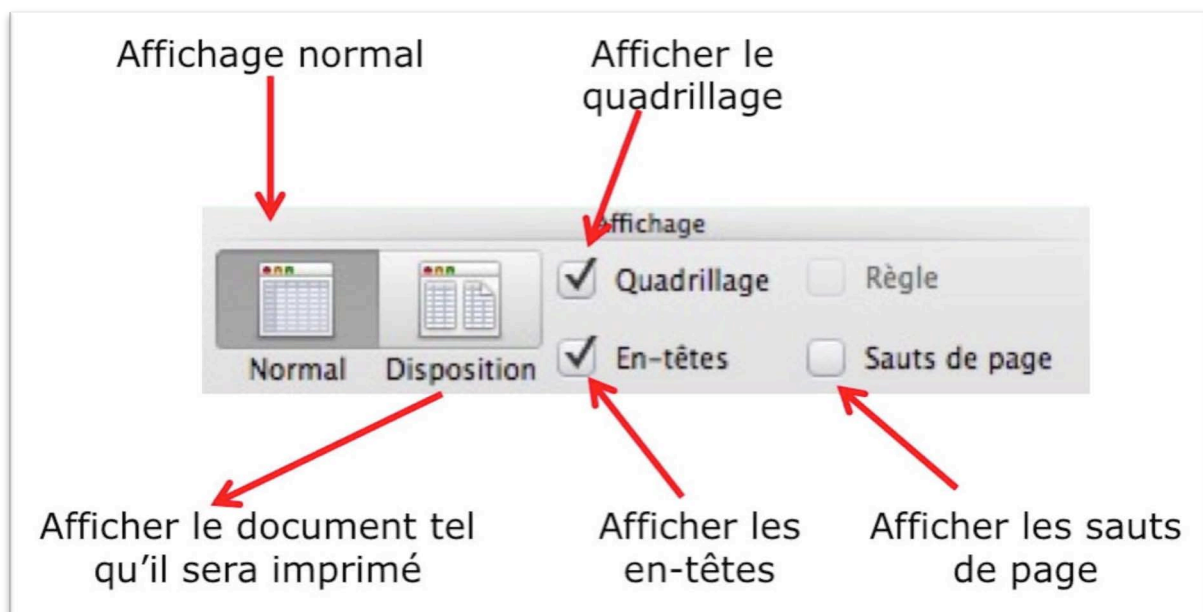 Affichage normal
Afficher le
quadrillage
Affichage
Quadrillage
Règle
En-têtes
Sauts de page
Normal
Disposition
Afficher le document tel
qu'il sera imprimé
Afficher les
en-têtes
Afficher les sauts
de page